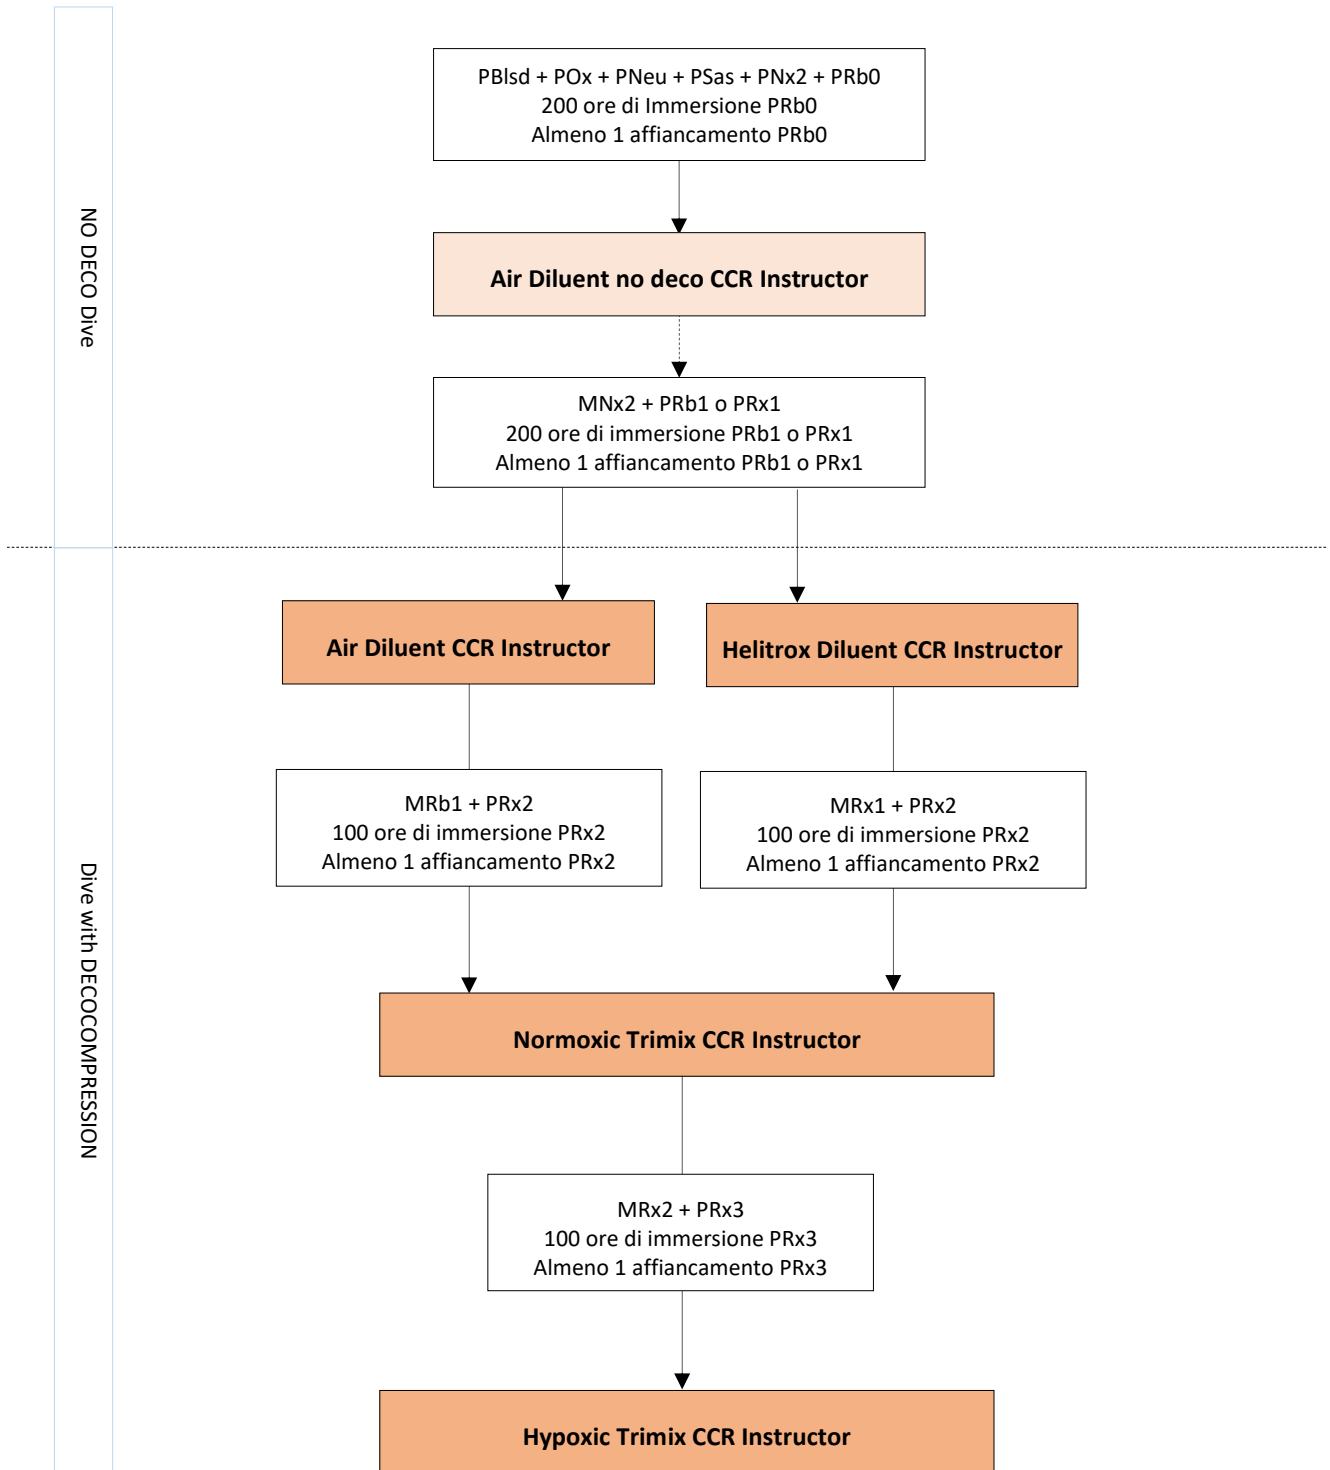 PBlsd + POx + PNeu + PSas + PNx2 + PRb0
200 ore di Immersione PRb0
Almeno 1 affiancamento PRb0
NO DECO Dive
Air Diluent no deco CCR Instructor
MNx2 + PRb1 o PRx1
200 ore di immersione PRb1 o PRx1
Almeno 1 affiancamento PRb1 o PRx1
Air Diluent CCR Instructor
Helitrox Diluent CCR Instructor
MRb1 + PRx2
100 ore di immersione PRx2
Almeno 1 affiancamento PRx2
MRx1 + PRx2
100 ore di immersione PRx2
Almeno 1 affiancamento PRx2
Dive with DECOCOMPRESSION
Normoxic Trimix CCR Instructor
MRx2 + PRx3
100 ore di immersione PRx3
Almeno 1 affiancamento PRx3
Hypoxic Trimix CCR Instructor